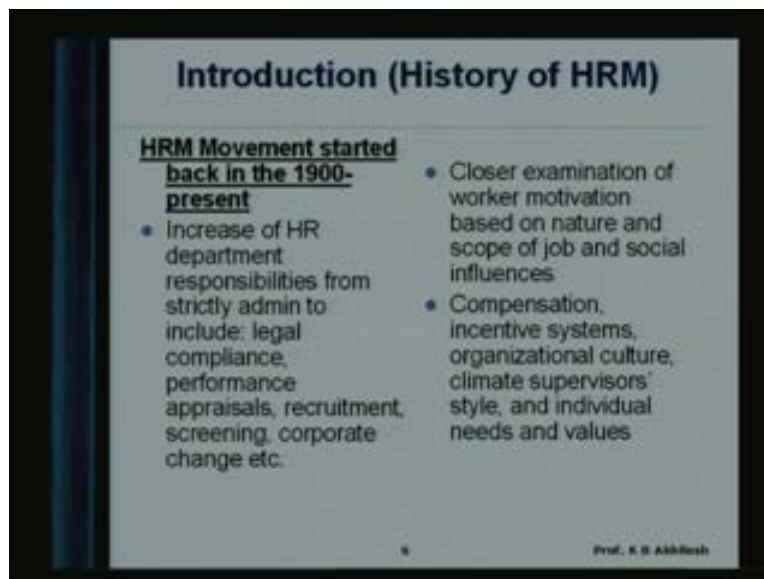 Introduction (History of HRM)
HRM Movement started
back in the 1900-
present
• Increase of HR
department
responsibilities from
strictly admin to
include: legal
compliance,
performance
appraisals, recruitment,
screening, corporate
change etc.
• Closer examination of
worker motivation
based on nature and
scope of job and social
influences
• Compensation,
incentive systems,
organizational culture,
climate supervisors'
style, and individual
needs and values
Prof. K B Akhilesh